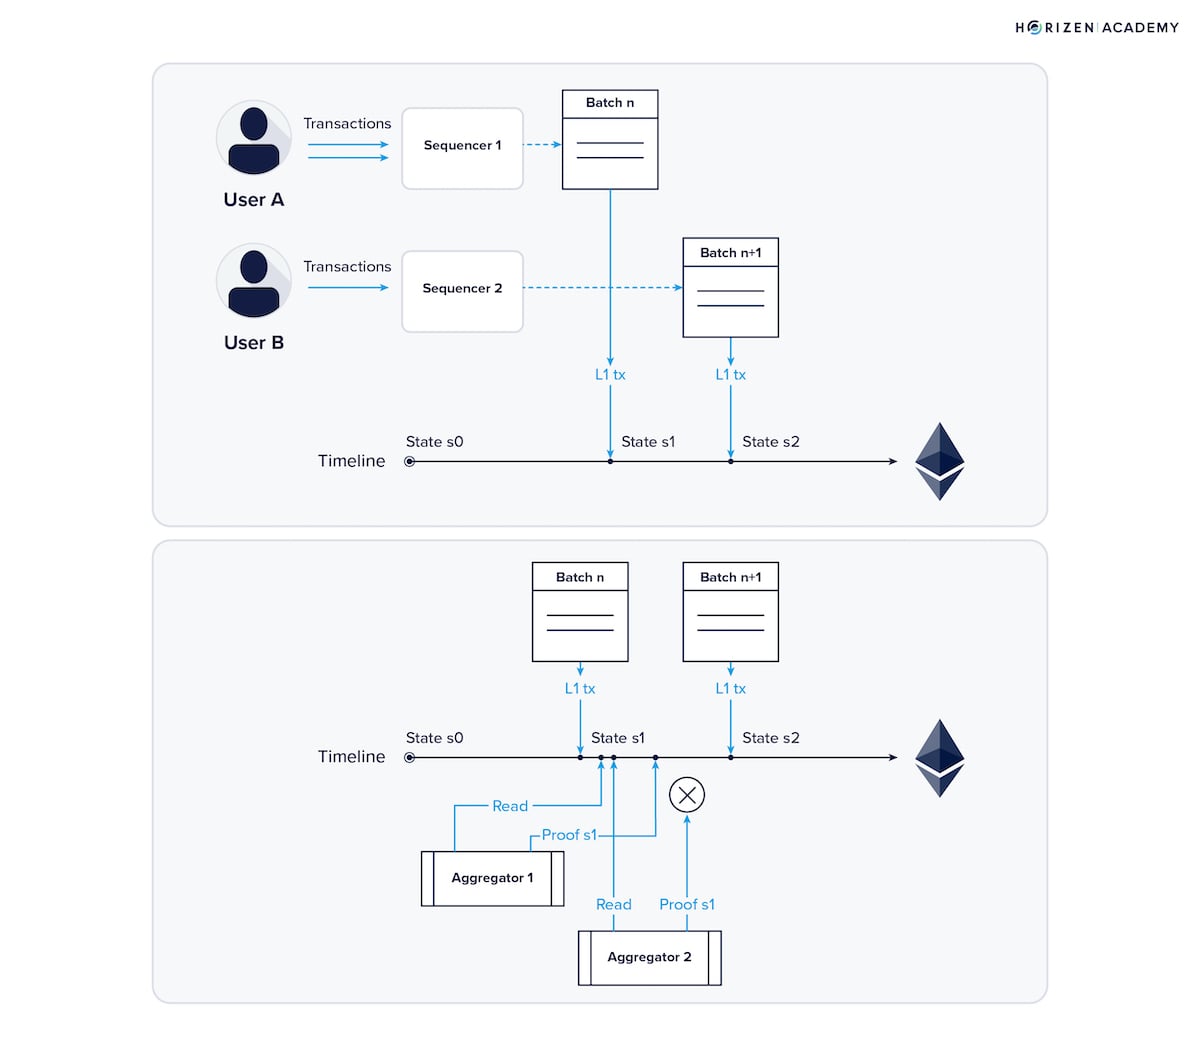 HORIZEN ACADEMY
Transactions
Sequencer 1
Batch n
User A
Transactions
Sequencer 2
Batch n+1
User B
L1 tx
L1 tx
State s0
State s1
State s2
Timeline
Batch n
Batch n+1
L1 tx
L1 tx
State s0
State s1
State s2
Timeline
Read
Proof s1
Aggregator 1
Read
Proof s1
Aggregator 2